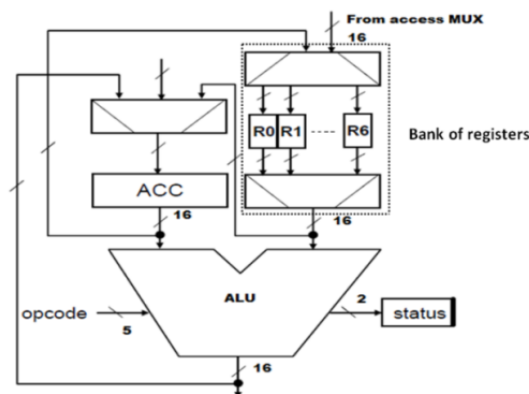 From access MUX
16
R0 R1 ---- R6
Bank of registers
ACC
16
16
ALU
opcode
5
2
status
16